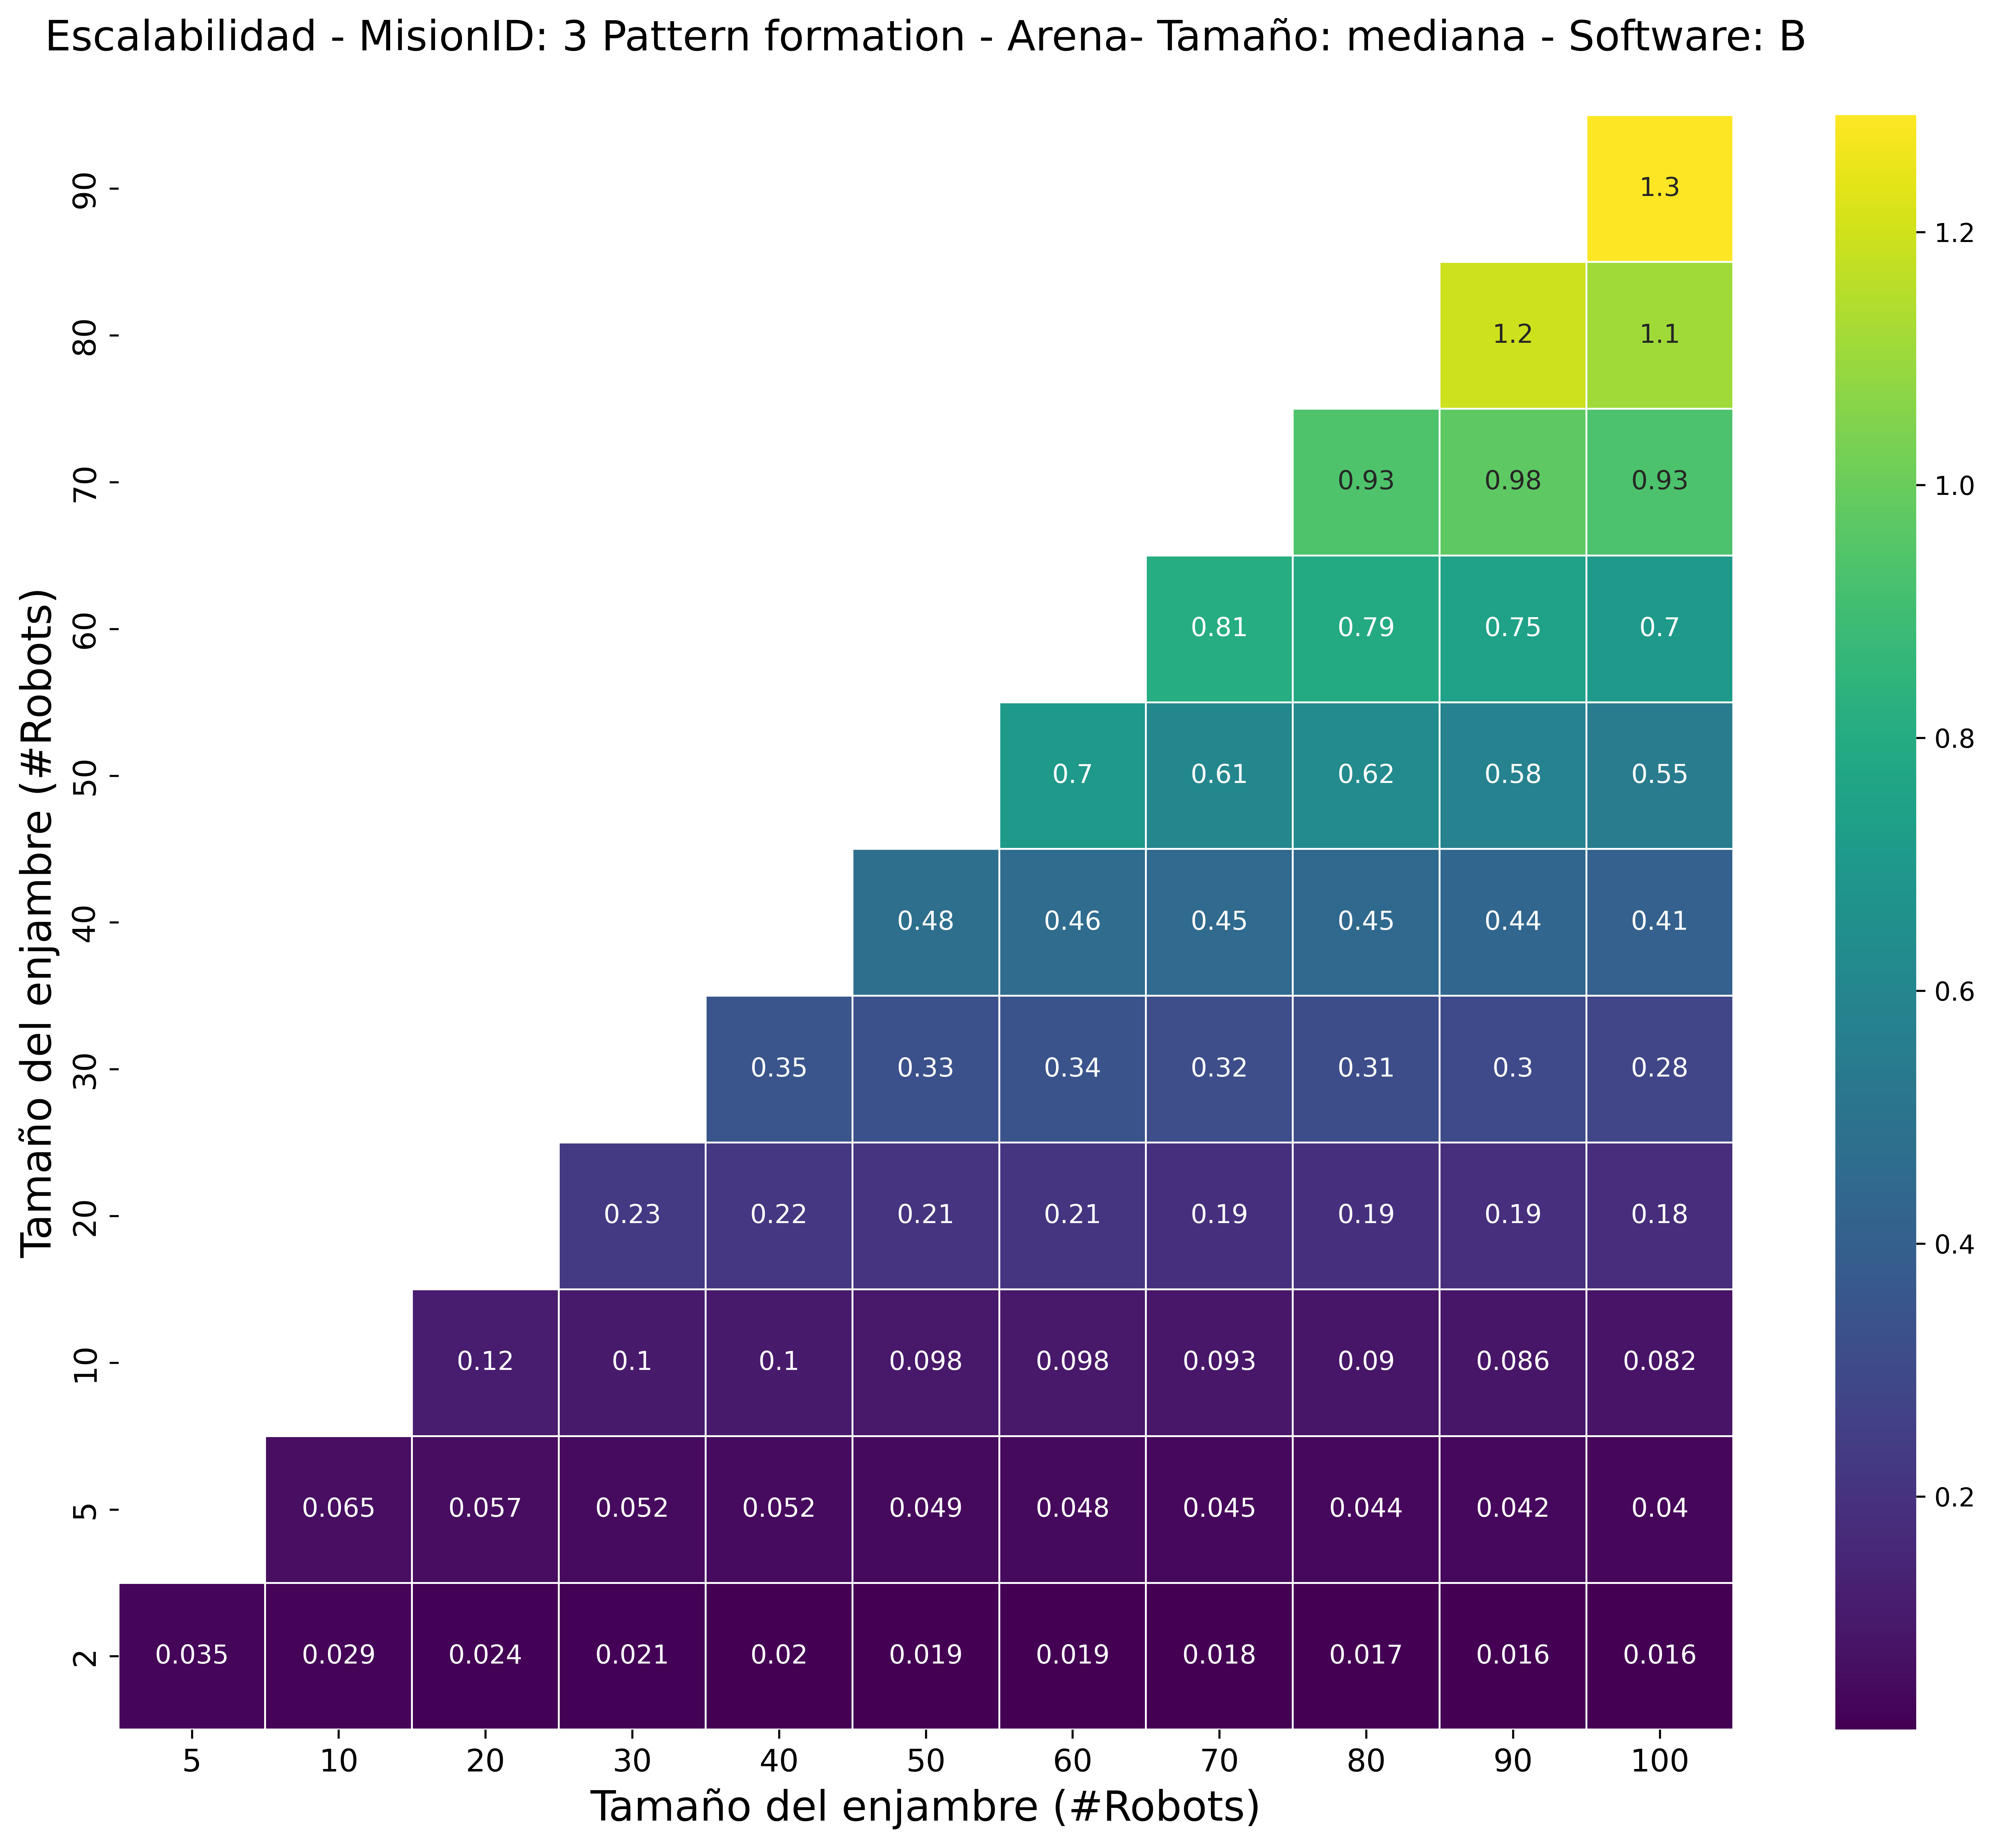 Escalabilidad - MisionID: 3 Pattern formation - Arena- Tamaño: mediana - Software: B
90 1.3
1.2
80 1.2 1.1
70 0.93 0.98 0.93
1.0
60 0.81 0.79 0.75 0.7
0.8
50 0.7 0.61 0.62 0.58 0.55
40 0.48 0.46 0.45 0.45 0.44 0.41
0.6
30 0.35 0.33 0.34 0.32 0.31 0.3 0.28
20 0.23 0.22 0.21 0.21 0.19 0.19 0.19 0.18
0.4
10 0.12 0.1 0.1 0.098 0.098 0.093 0.09 0.086 0.082
5 0.065 0.057 0.052 0.052 0.049 0.048 0.045 0.044 0.042 0.04
0.2
2 0.035 0.029 0.024 0.021 0.02 0.019 0.019 0.018 0.017 0.016 0.016
5 10 20 30 40 50 60 70 80 90 100
Tamaño del enjambre (#Robots)
Tamaño del enjambre (#Robots)